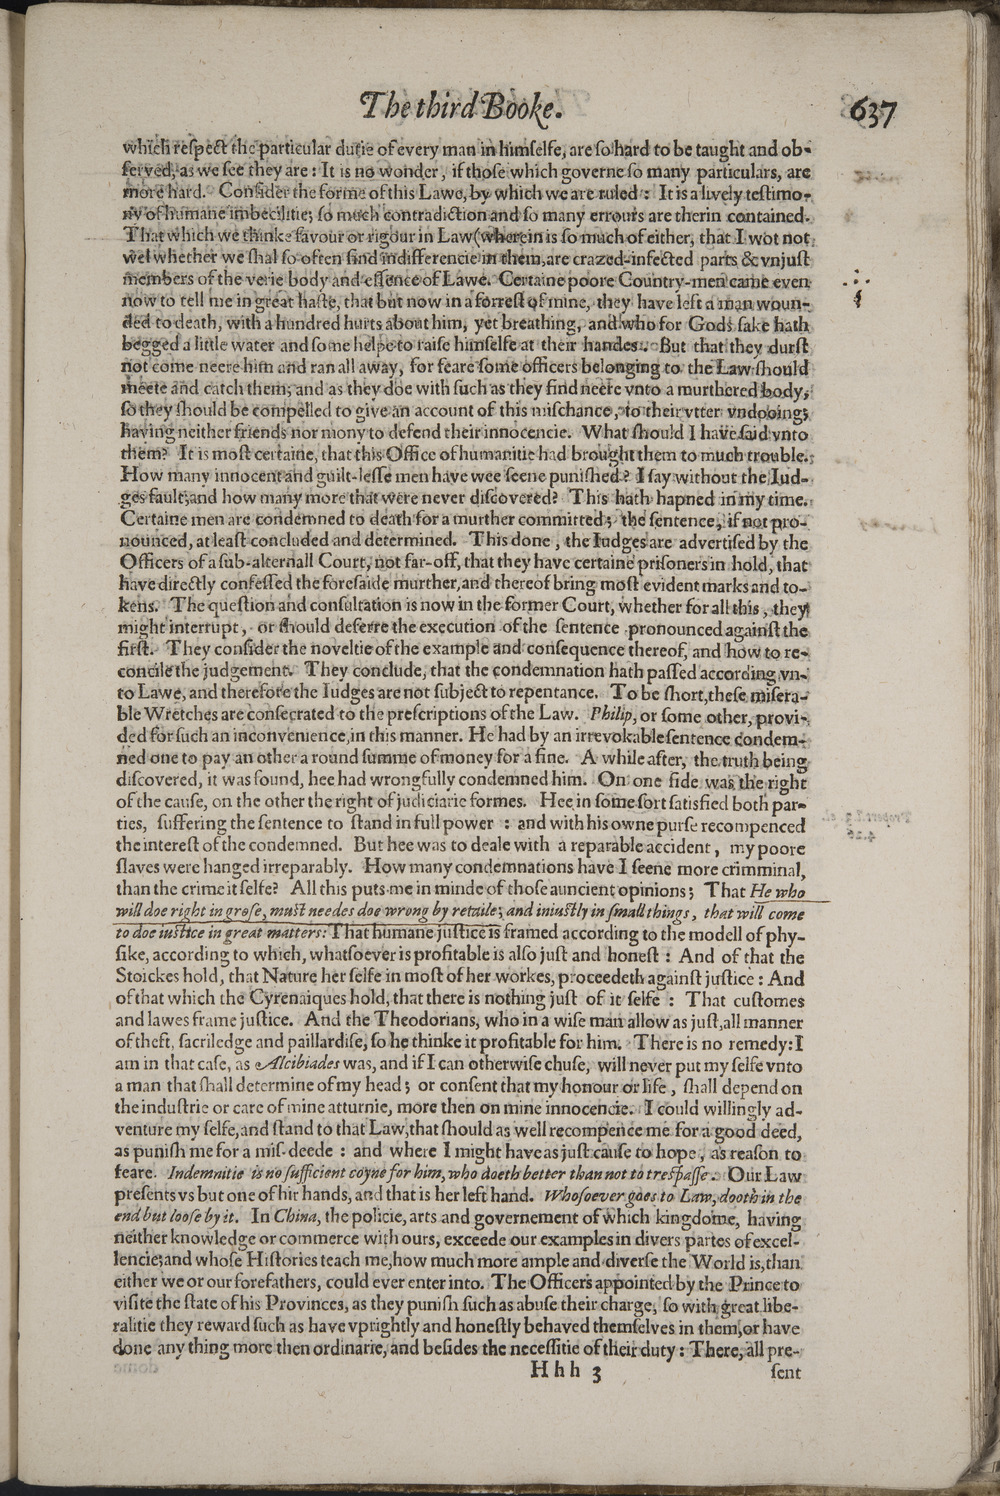 The third Booke. 637
which reſpect the particular dutie of every man in himſelfe, are ſo hard to be taught and ob-
ſerved, as we ſee they are: It is no wonder, if thoſe which governe ſo many particulars, are
more hard. Conſider the forme of this Lawe, by which we are ruled: It is a lively teſtimo-
ny of humane imbecilitie; ſo much contradiction and ſo many errours are therin contained.
That which we thinke favour or rigour in Law (wherein is ſo much of either, that I wot not
wel whether we ſhal ſo often find indifferencie in them, are crazed-infected parts & vnjuſt
members of the verie body and eſſence of Lawe. Certaine poore Country-men came even
now to tell me in great haſte, that but now in a forreſt of mine, they have left a man woun-
ded to death, with a hundred hurts about him, yet breathing, and who for Gods ſake hath
begged a little water and ſome helpe to raiſe himſelfe at their handes. But that they durſt
not come neere him and ran all away, for feare ſome officers belonging to the Law ſhould
meete and catch them; and as they doe with ſuch as they find neere vnto a murthered body,
ſo they ſhould be compelled to give an account of this miſchance, to their vtter vndooing;
having neither friends nor mony to defend their innocencie. What ſhould I have ſaid vnto
them? It is moſt certaine, that this Office of humanitie had brought them to much trouble.
How many innocent and guilt-leſſe men have wee ſeene puniſhed? I ſay without the Iud-
ges fault; and how many more that were never diſcovered? This hath hapned in my time.
Certaine men are condemned to death for a murther committed; the ſentence, if not pro-
nounced, at leaſt concluded and determined. This done, the Iudges are advertiſed by the
Officers of a ſub-alternall Court, not far-off, that they have certaine priſoners in hold, that
have directly confeſſed the foreſaide murther, and thereof bring moſt evident marks and to-
kens. The queſtion and conſultation is now in the former Court, whether for all this, they
might interrupt, or ſhould deferre the execution of the ſentence pronounced againſt the
firſt. They conſider the noveltie of the example and conſequence thereof, and how to re-
concile the judgement. They conclude, that the condemnation hath paſſed according vn-
to Lawe, and therefore the Iudges are not ſubject to repentance. To be ſhort, theſe miſera-
ble Wretches are conſecrated to the preſcriptions of the Law. Philip, or ſome other, provi-
ded for ſuch an inconvenience, in this manner. He had by an irrevokable ſentence condem-
ned one to pay an other a round ſumme of money for a fine. A while after, the truth being
diſcovered, it was found, hee had wrongfully condemned him. On one ſide was the right
of the cauſe, on the other the right of judiciarie formes. Hee in ſome ſort ſatisfied both par-
ties, ſuffering the ſentence to ſtand in full power : and with his owne purſe recompenced
the intereſt of the condemned. But hee was to deale with a reparable accident, my poore
ſlaves were hanged irreparably. How many condemnations have I ſeene more crimminal,
than the crime it ſelfe? All this puts me in minde of thoſe auncient opinions; That He who
will doe right in groſe, muſt needes doe wrong by retaile; and iniuſtly in ſmall things, that will come
to doe iuſtice in great matters: That humane juſtice is framed according to the modell of phy-
ſike, according to which, whatſoever is profitable is alſo juſt and honeſt : And of that the
Stoickes hold, that Nature her ſelfe in moſt of her workes, proceedeth againſt juſtice : And
of that which the Cyrenaiques hold, that there is nothing juſt of it ſelfe : That cuſtomes
and lawes frame juſtice. And the Theodorians, who in a wiſe man allow as juſt, all manner
of theft, ſacriledge and paillardiſe, ſo he thinke it profitable for him. There is no remedy: I
am in that caſe, as Alcibiades was, and if I can otherwiſe chuſe, will never put my ſelfe vnto
a man that ſhall determine of my head; or conſent that my honour or life, ſhall depend on
the induſtrie or care of mine atturnie, more then on mine innocencie. I could willingly ad-
venture my ſelfe, and ſtand to that Law, that ſhould as well recompence me for a good deed,
as puniſh me for a miſ-deede : and where I might have as juſt cauſe to hope, as reaſon to
feare. Indemnitie is no ſufficient coyne for him, who doeth better than not to treſpaſſe. Our Law
preſents vs but one of hir hands, and that is her left hand. Whoſoever goes to Law, dooth in the
end but looſe by it. In China, the policie, arts and governement of which kingdome, having
neither knowledge or commerce with ours, exceede our examples in divers partes of excel-
lencie; and whoſe Hiſtories teach me, how much more ample and diverſe the World is, than
either we or our forefathers, could ever enter into. The Officers appointed by the Prince to
viſite the ſtate of his Provinces, as they puniſh ſuch as abuſe their charge, ſo with great libe-
ralitie they reward ſuch as have vprightly and honeſtly behaved themſelves in them, or have
done any thing more then ordinarie, and beſides the neceſſitie of their duty : There, all pre-
Hhh 3 ſent